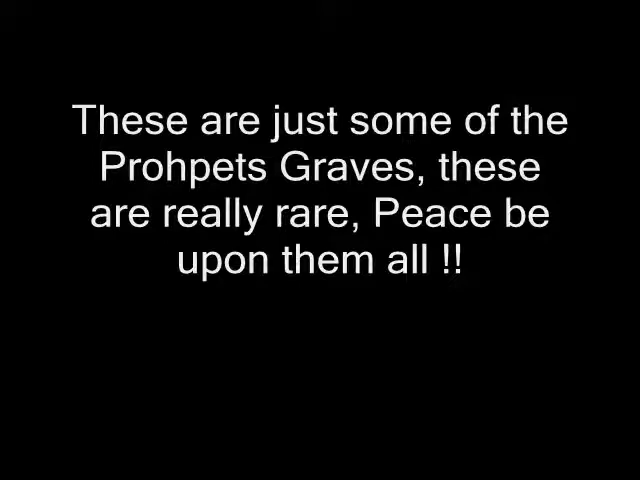 These are just some of the
Prohpets Graves, these
are really rare, Peace be
upon them all !!